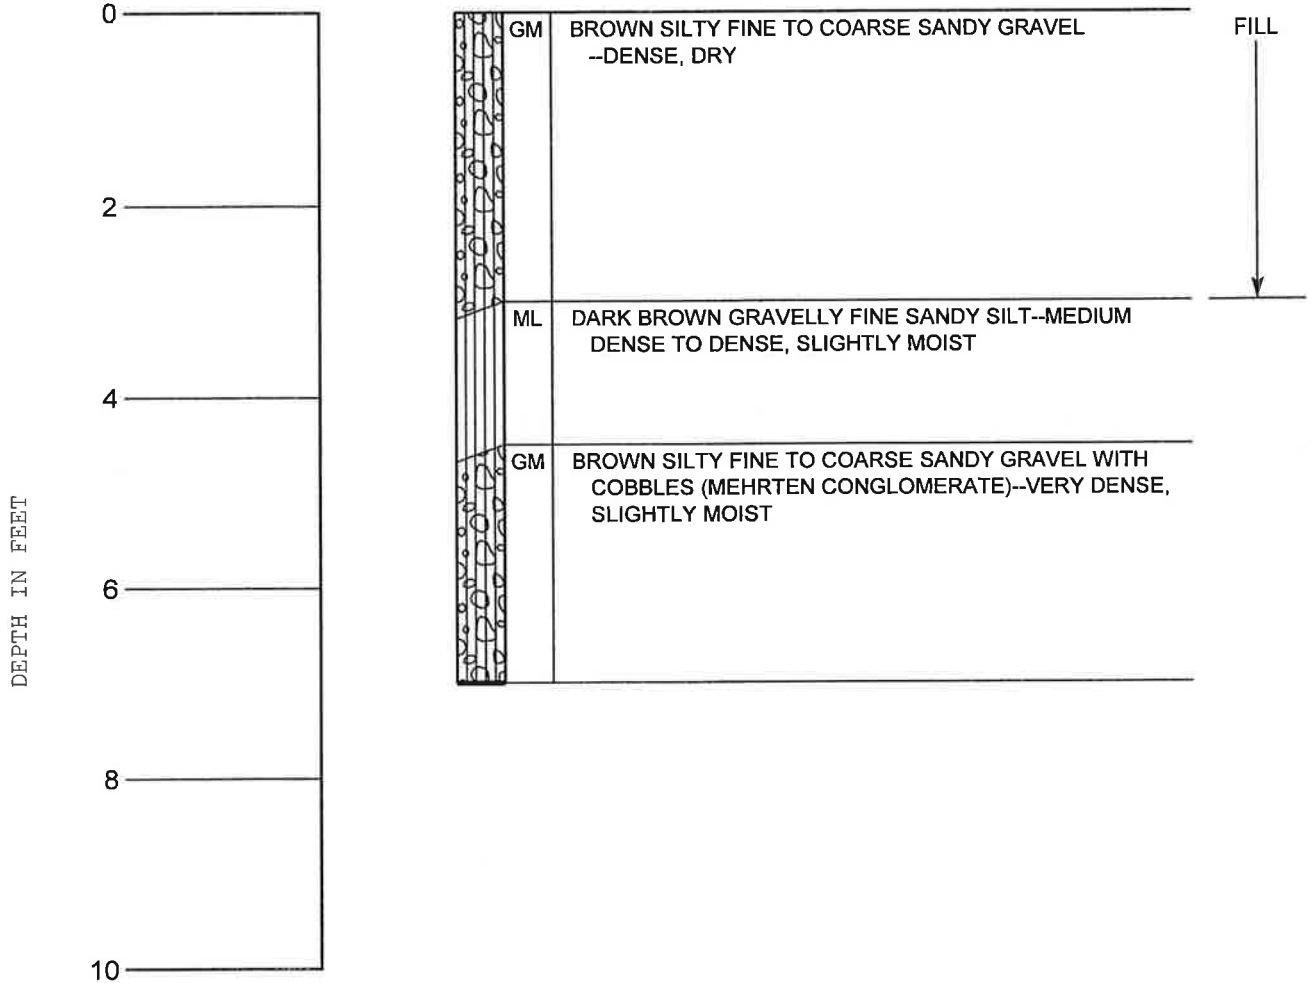 0
GM
BROWN SILTY FINE TO COARSE SANDY GRAVEL
--DENSE, DRY
FILL
2
ML
DARK BROWN GRAVELLY FINE SANDY SILT--MEDIUM
DENSE TO DENSE, SLIGHTLY MOIST
4
GM
BROWN SILTY FINE TO COARSE SANDY GRAVEL WITH
COBBLES (MEHRTEN CONGLOMERATE)--VERY DENSE,
SLIGHTLY MOIST
DEPTH IN FEET
6
8
10